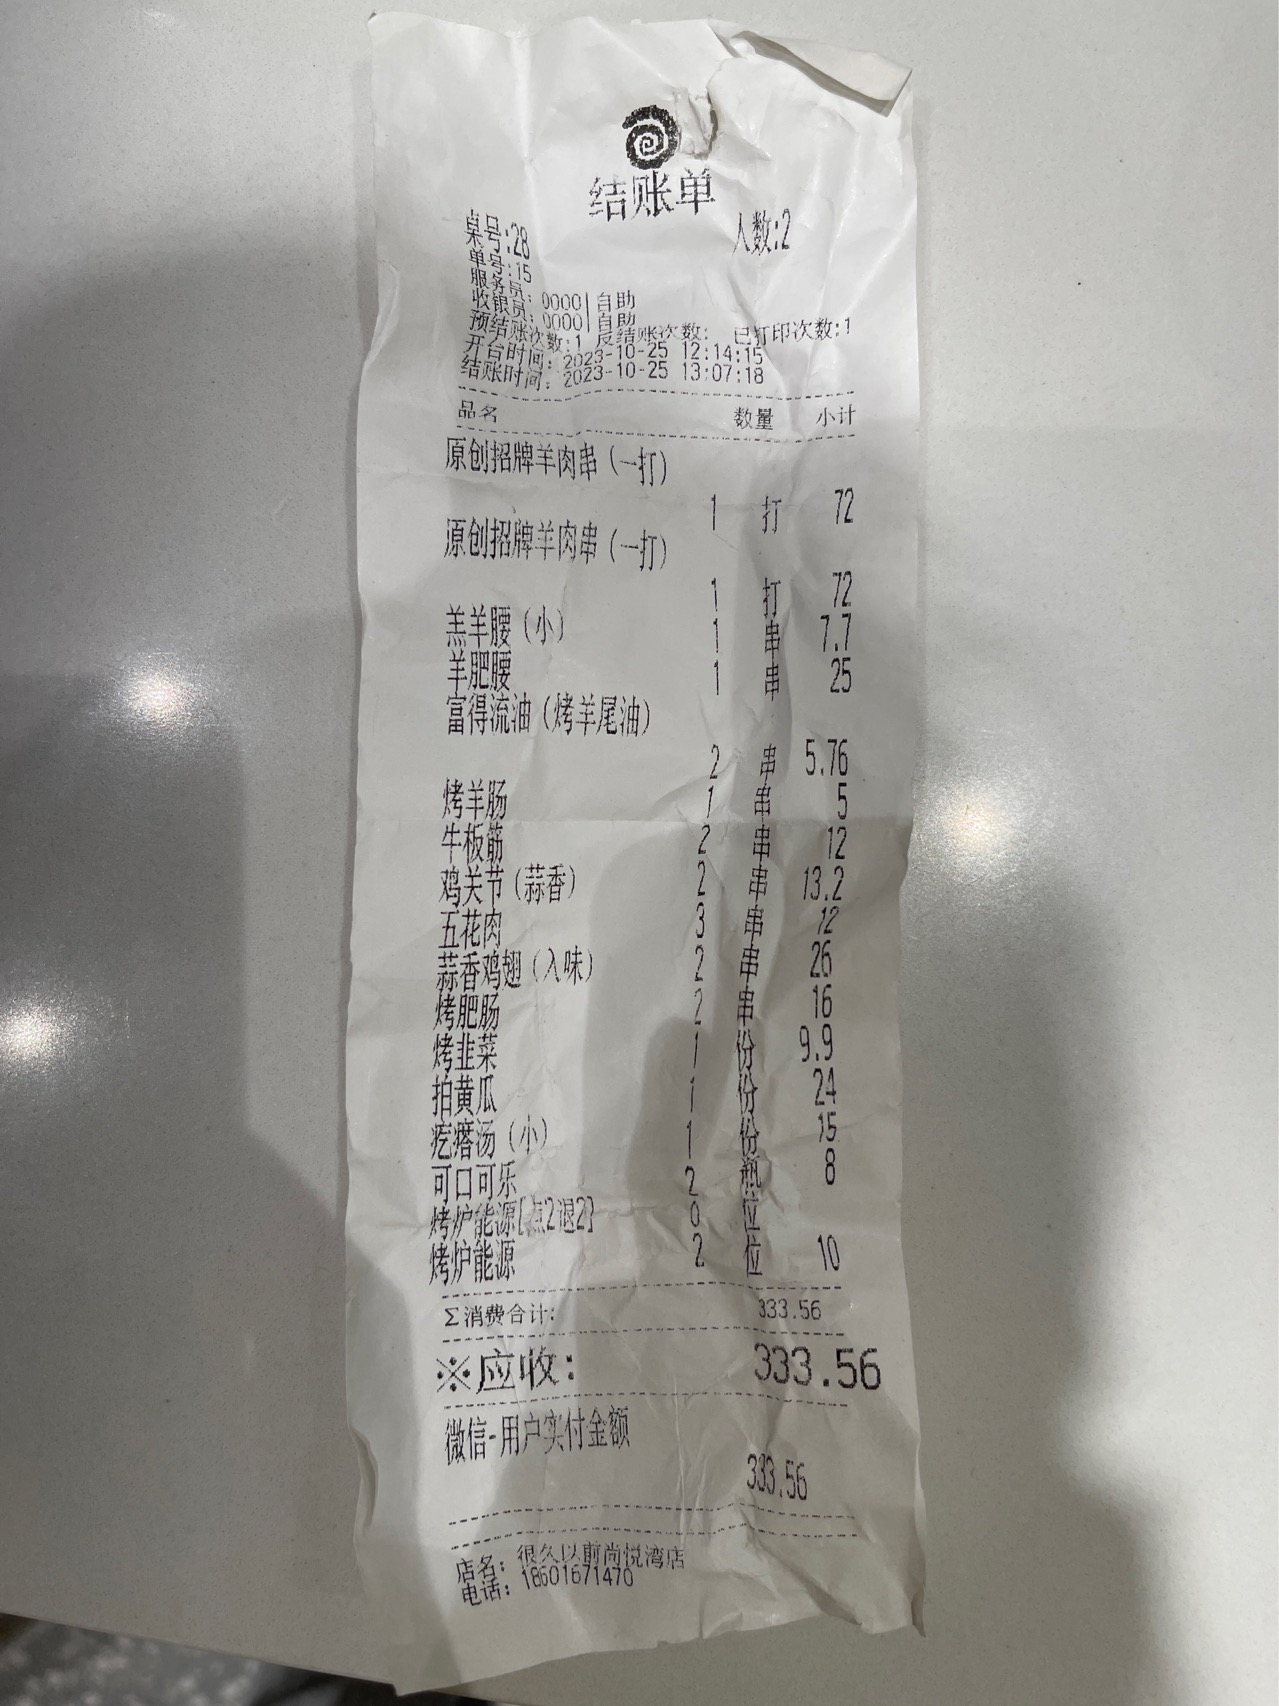 结账单
桌号:28 人数:2
单号:15
服务员: 0000|自助
收银员: 0000|自助
预结账次数:1 反结账次数: 已打印次数:1
开台时间: 2023-10-25 12:14:15
结账时间: 2023-10-25 13:07:18
品名 数量 小计
原创招牌羊肉串(一打)
1 打 72
原创招牌羊肉串(一打)
1 打 72
羔羊腰(小) 1 串 7.7
羊肥腰 1 串 25
富得流油(烤羊尾油)
2 串 5.76
烤羊肠 1 串 5
牛板筋 2 串 12
鸡关节(蒜香) 2 串 13.2
五花肉 3 串 12
蒜香鸡翅(入味) 2 串 26
烤肥肠 2 串 16
烤韭菜 1 份 9.9
拍黄瓜 1 份 24
疙瘩汤(小) 1 份 15
可口可乐 2 瓶 8
烤炉能源[点2退2] 0 位
烤炉能源 2 位 10
Σ消费合计: 333.56
※应收: 333.56
微信-用户实付金额
333.56
店名: 很久以前尚悦湾店
电话: 18601671470